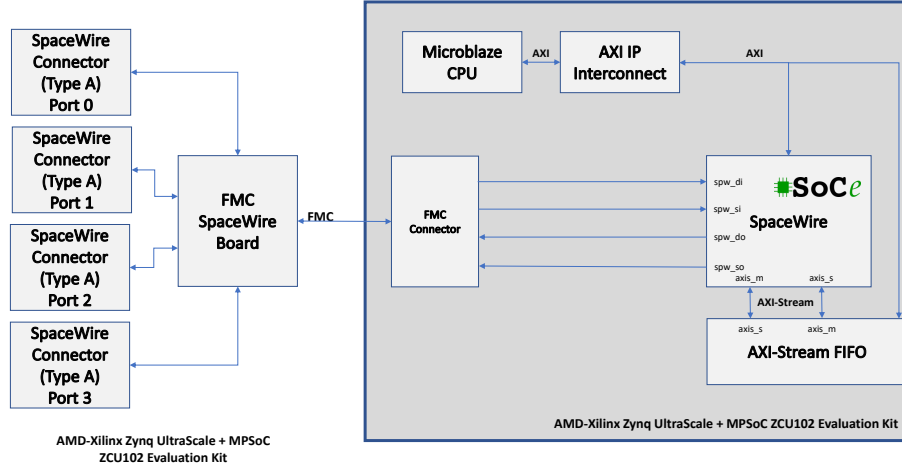 SpaceWire
Connector
(Type A)
Port 0
SpaceWire
Connector
(Type A)
Port 1
SpaceWire
Connector
(Type A)
Port 2
SpaceWire
Connector
(Type A)
Port 3
FMC
SpaceWire
Board
FMC
AMD-Xilinx Zynq UltraScale + MPSoC
ZCU102 Evaluation Kit
Microblaze
CPU
AXI
AXI IP
Interconnect
AXI
FMC
Connector
spw_di
spw_si
spw_do
spw_so
SoCe
SpaceWire
axis_m
axis_s
AXI-Stream
axis_s
axis_m
AXI-Stream FIFO
AMD-Xilinx Zynq UltraScale + MPSoC ZCU102 Evaluation Kit